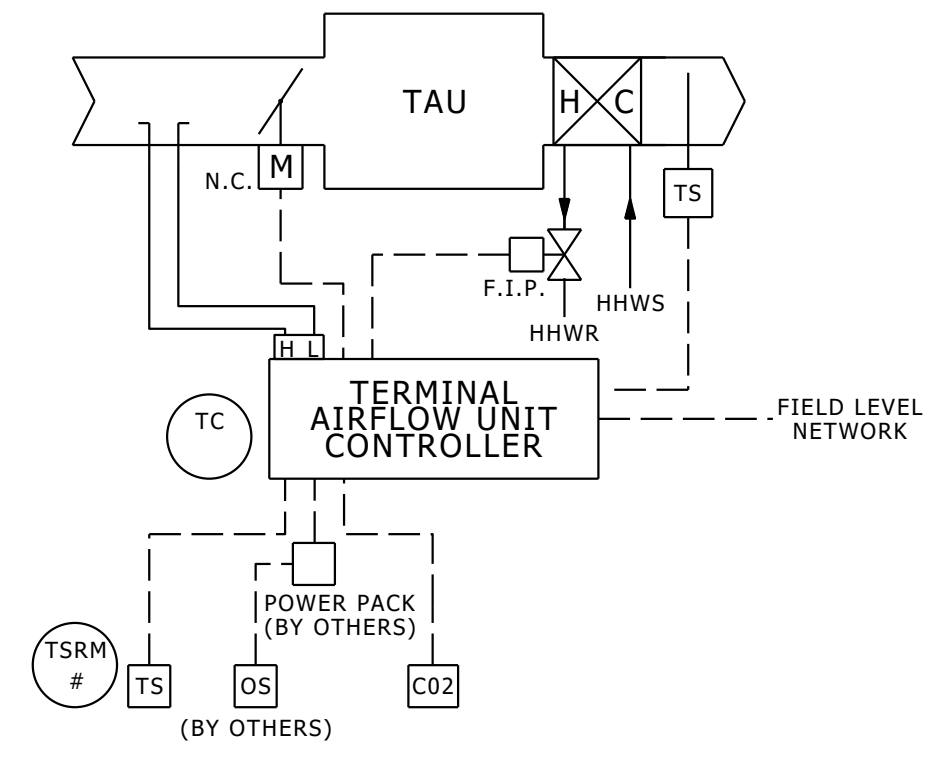 TAU
H C
M
N.C.
TS
F.I.P.
HHWS
HHWR
H L
TERMINAL
AIRFLOW UNIT
CONTROLLER
TC
FIELD LEVEL
NETWORK
POWER PACK
(BY OTHERS)
TSRM
#
TS
OS
C02
(BY OTHERS)